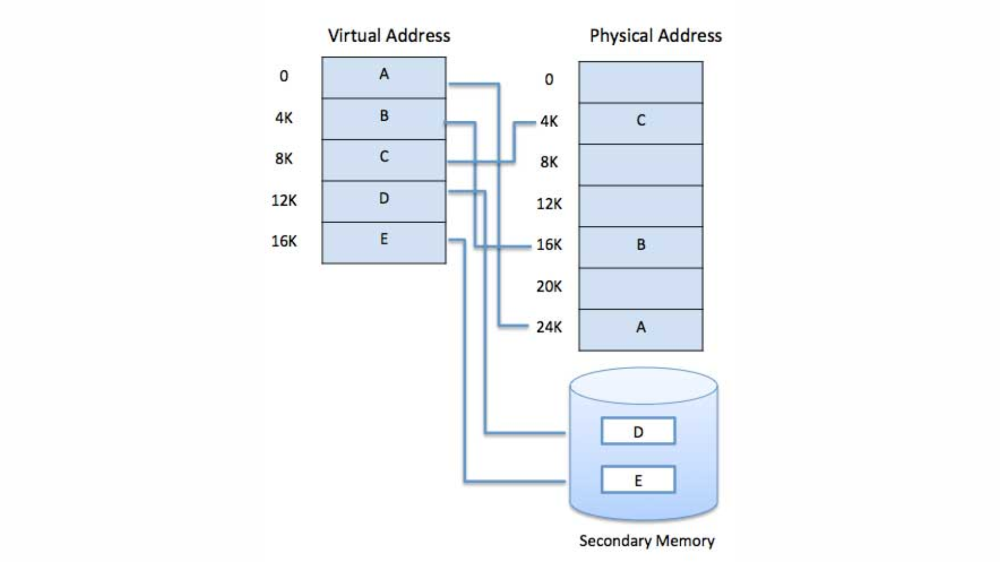 Virtual Address
0
A
4K
B
8K
C
12K
D
16K
E
Physical Address
0
4K
C
8K
12K
16K
B
20K
24K
A
D
E
Secondary Memory